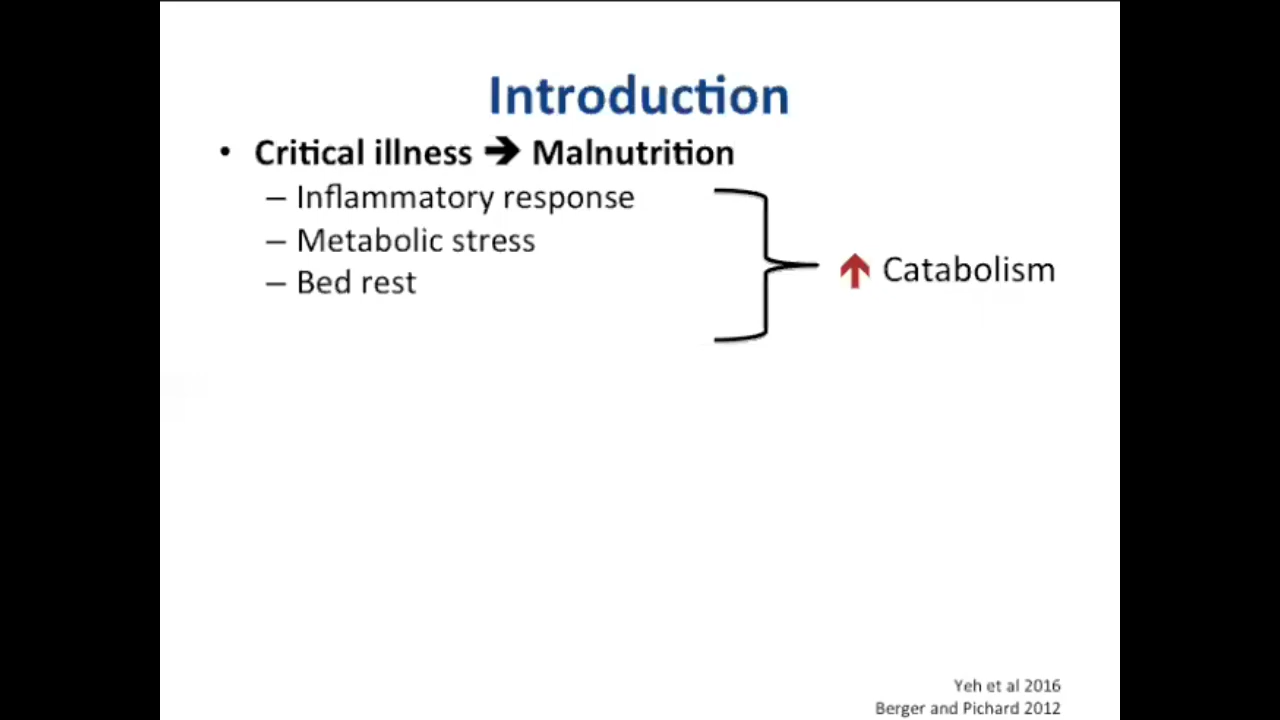 Introduction
• Critical illness ➔ Malnutrition
– Inflammatory response
– Metabolic stress
– Bed rest
↑ Catabolism
Yeh et al 2016
Berger and Pichard 2012